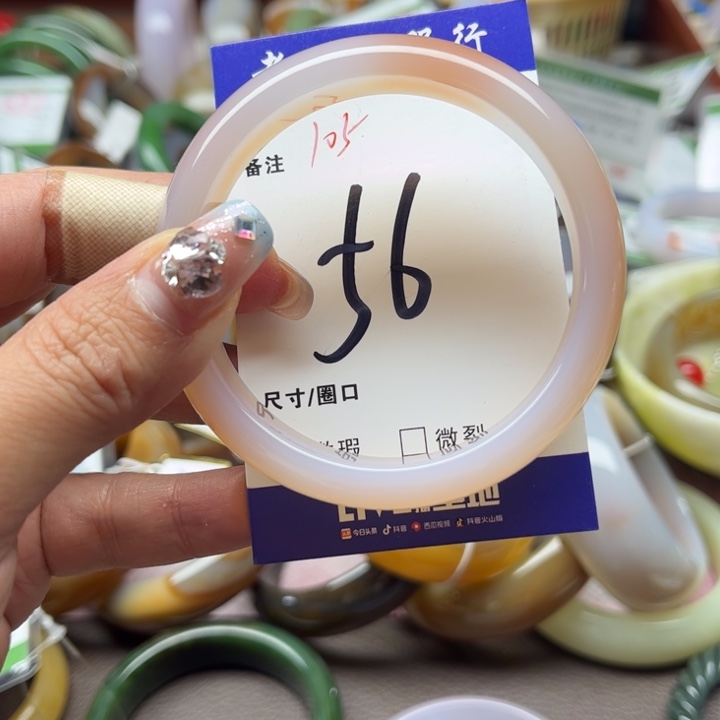 105
备注
56
尺寸/圈口
瑕 □ 微裂
今日头条 抖音 西瓜视频 抖音火山版